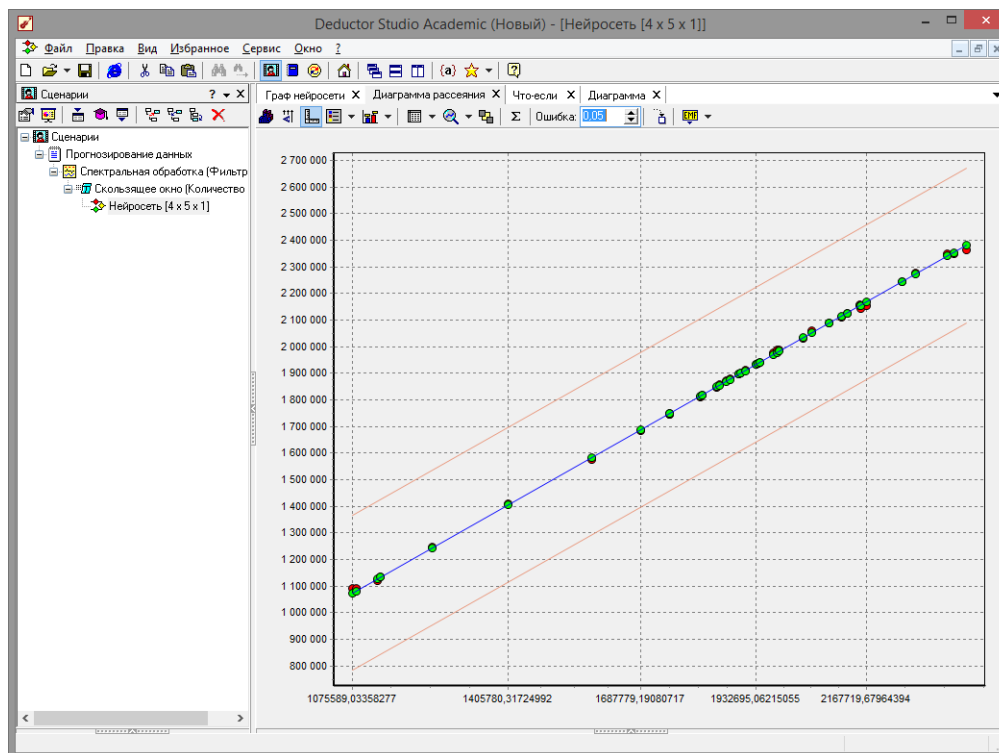 Deductor Studio Academic (Новый) - [Нейросеть [4 x 5 x 1]]
Файл Правка Вид Избранное Сервис Окно ?
Сценарии
Граф нейросети X Диаграмма рассеяния X Что-если X Диаграмма X
Σ Ошибка: 0,05
EMF
Сценарии
Прогнозирование данных
Спектральная обработка (Фильтр
Скользящее окно (Количество
Нейросеть [4 x 5 x 1]
2 700 000
2 600 000
2 500 000
2 400 000
2 300 000
2 200 000
2 100 000
2 000 000
1 900 000
1 800 000
1 700 000
1 600 000
1 500 000
1 400 000
1 300 000
1 200 000
1 100 000
1 000 000
900 000
800 000
1075589,03358277 1405780,31724992 1687779,19080717 1932695,06215055 2167719,67964394